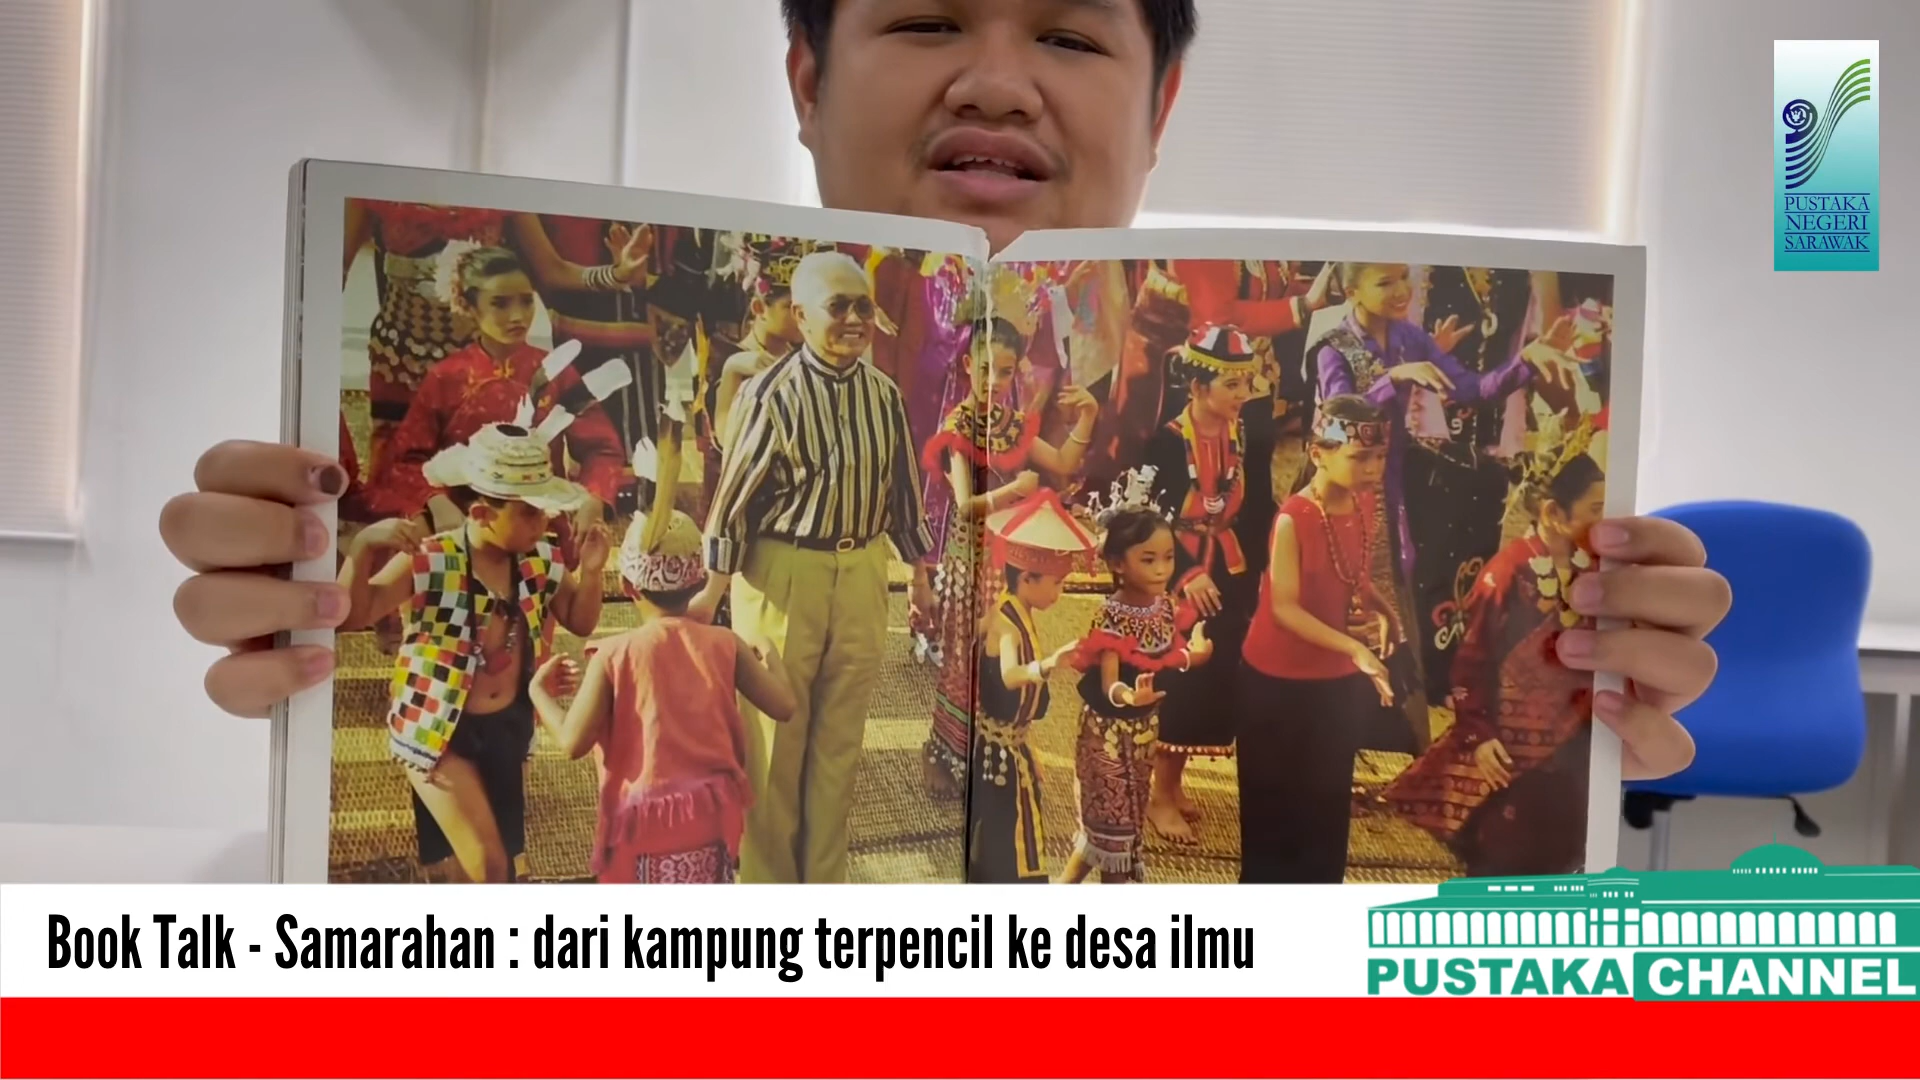 PUSTAKA
NEGERI
SARAWAK
Book Talk - Samarahan : dari kampung terpencil ke desa ilmu
PUSTAKA CHANNEL